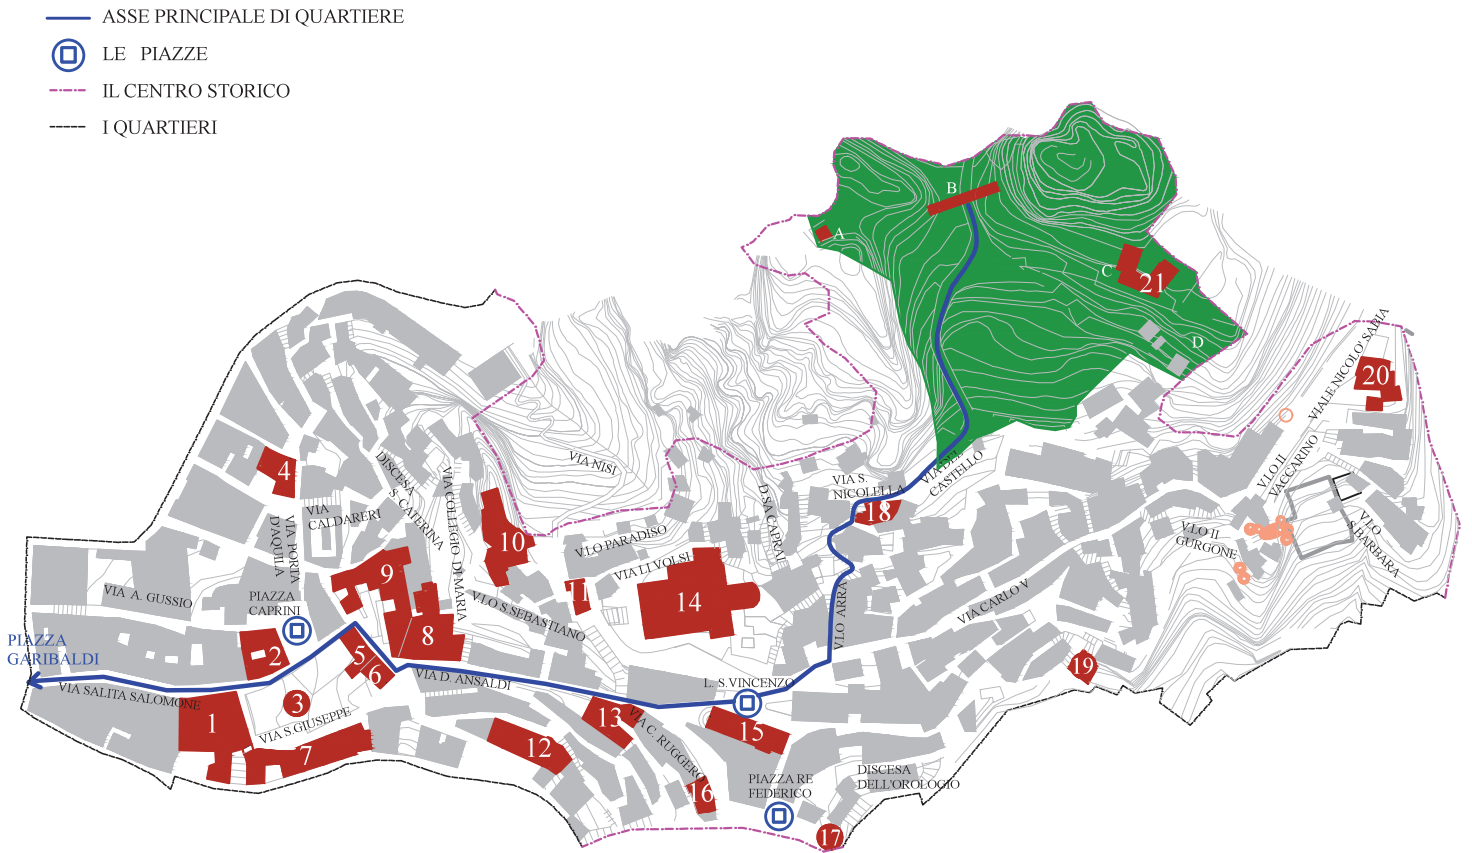 ASSE PRINCIPALE DI QUARTIERE
LE PIAZZE
IL CENTRO STORICO
I QUARTIERI
B
A
C
21
D
VIALE NICOLO' SABIA
20
4
DISCESA
S. CATERINA
VIA COLLEGIO DI MARIA
VIA NISI
VIA
CALDARERI
VIA PORTA
D'AQUILA
10
V.LO PARADISO
VIA LI VOLSI
D.SA CAPRAI
VIA S.
NICOLELLA
VIA DEL
CASTELLO
18
V.LO II
VACCARINO
V.LO II
GURGONE
V.LO
S.BARBARA
9
11
14
VIA A. GUSSIO
PIAZZA
CAPRINI
V.LO S.SEBASTIANO
V.LO ARRA
VIA CARLO V
PIAZZA
GARIBALDI
2
5
6
8
19
VIA SALITA SALOMONE
VIA D. ANSALDI
L. S.VINCENZO
3
1
VIA S.GIUSEPPE
7
12
13
VIA C. RUGGERO
15
16
PIAZZA RE
FEDERICO
DISCESA
DELL'OROLOGIO
17